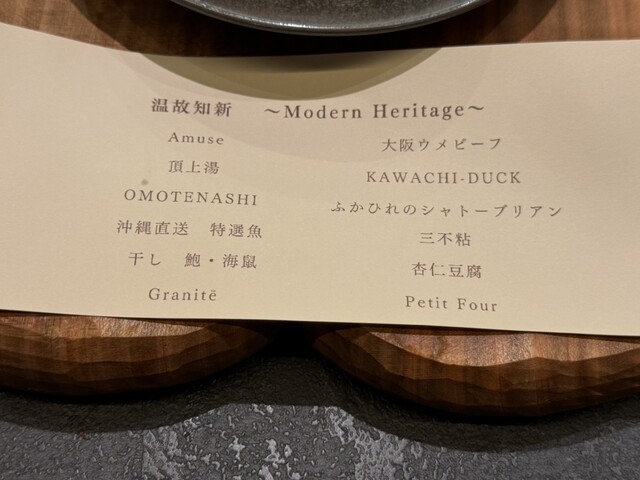 温故知新　～Modern Heritage～
Amuse
頂上湯
OMOTENASHI
沖縄直送　特選魚
干し　鮑・海鼠
Granitē
大阪ウメビーフ
KAWACHI-DUCK
ふかひれのシャトーブリアン
三不粘
杏仁豆腐
Petit Four